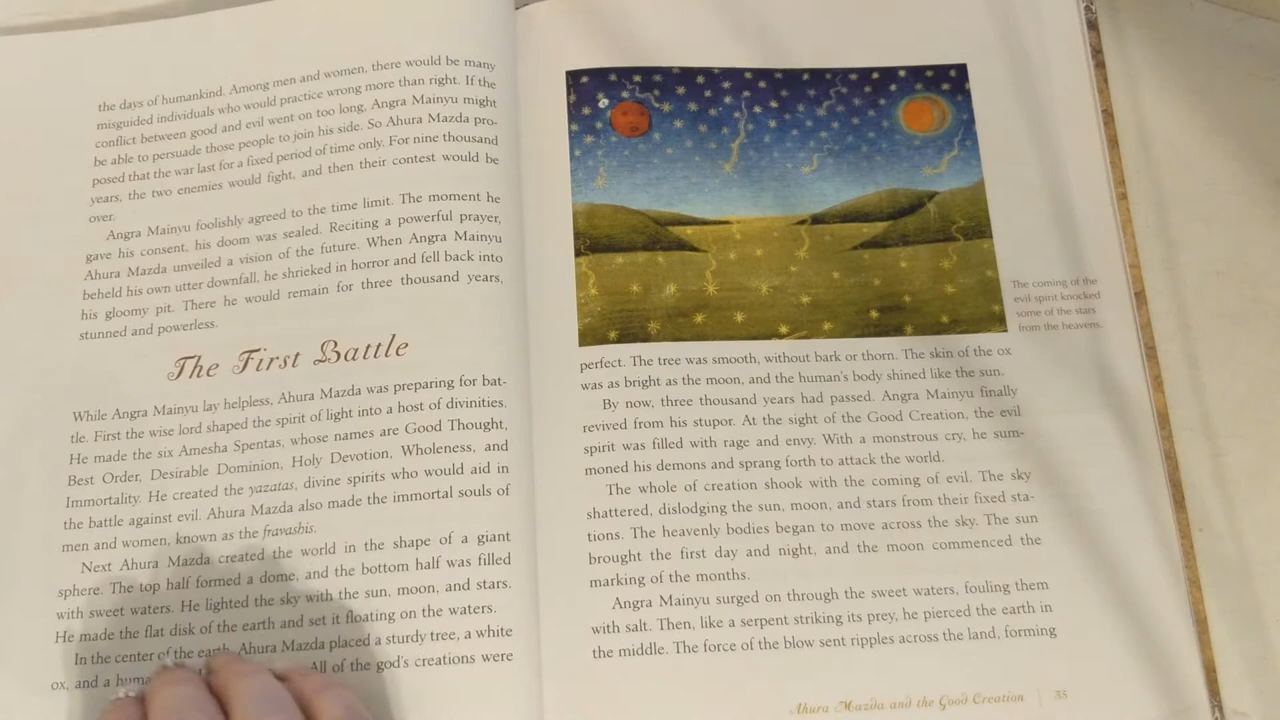 the days of humankind. Among men and women, there would be many
misguided individuals who would practice wrong more than right. If the
conflict between good and evil went on too long, Angra Mainyu might
be able to persuade those people to join his side. So Ahura Mazda pro-
posed that the war last for a fixed period of time only. For nine thousand
years, the two enemies would fight, and then their contest would be
over.
Angra Mainyu foolishly agreed to the time limit. The moment he
gave his consent, his doom was sealed. Reciting a powerful prayer,
Ahura Mazda unveiled a vision of the future. When Angra Mainyu
beheld his own utter downfall, he shrieked in horror and fell back into
his gloomy pit. There he would remain for three thousand years,
stunned and powerless.
The First Battle
While Angra Mainyu lay helpless, Ahura Mazda was preparing for bat-
tle. First the wise lord shaped the spirit of light into a host of divinities.
He made the six Amesha Spentas, whose names are Good Thought,
Best Order, Desirable Dominion, Holy Devotion, Wholeness, and
Immortality. He created the yazatas, divine spirits who would aid in
the battle against evil. Ahura Mazda also made the immortal souls of
men and women, known as the fravashis.
Next Ahura Mazda created the world in the shape of a giant
sphere. The top half formed a dome, and the bottom half was filled
with sweet waters. He lighted the sky with the sun, moon, and stars.
He made the flat disk of the earth and set it floating on the waters.
In the center of the earth, Ahura Mazda placed a sturdy tree, a white
ox, and a All of the god's creations were
The coming of the
evil spirit knocked
some of the stars
from the heavens.
perfect. The tree was smooth, without bark or thorn. The skin of the ox
was as bright as the moon, and the human's body shined like the sun.
By now, three thousand years had passed. Angra Mainyu finally
revived from his stupor. At the sight of the Good Creation, the evil
spirit was filled with rage and envy. With a monstrous cry, he sum-
moned his demons and sprang forth to attack the world.
The whole of creation shook with the coming of evil. The sky
shattered, dislodging the sun, moon, and stars from their fixed sta-
tions. The heavenly bodies began to move across the sky. The sun
brought the first day and night, and the moon commenced the
marking of the months.
Angra Mainyu surged on through the sweet waters, fouling them
with salt. Then, like a serpent striking its prey, he pierced the earth in
the middle. The force of the blow sent ripples across the land, forming
Ahura Mazda and the Good Creation | 35